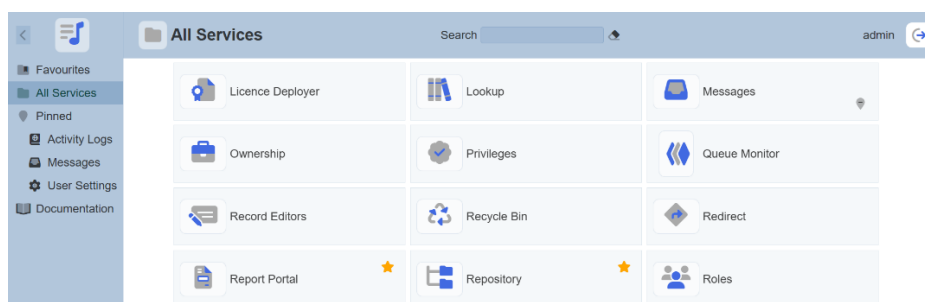 All Services
Search
admin
Favourites
All Services
Pinned
Activity Logs
Messages
User Settings
Documentation
Licence Deployer
Lookup
Messages
Ownership
Privileges
Queue Monitor
Record Editors
Recycle Bin
Redirect
Report Portal
Repository
Roles